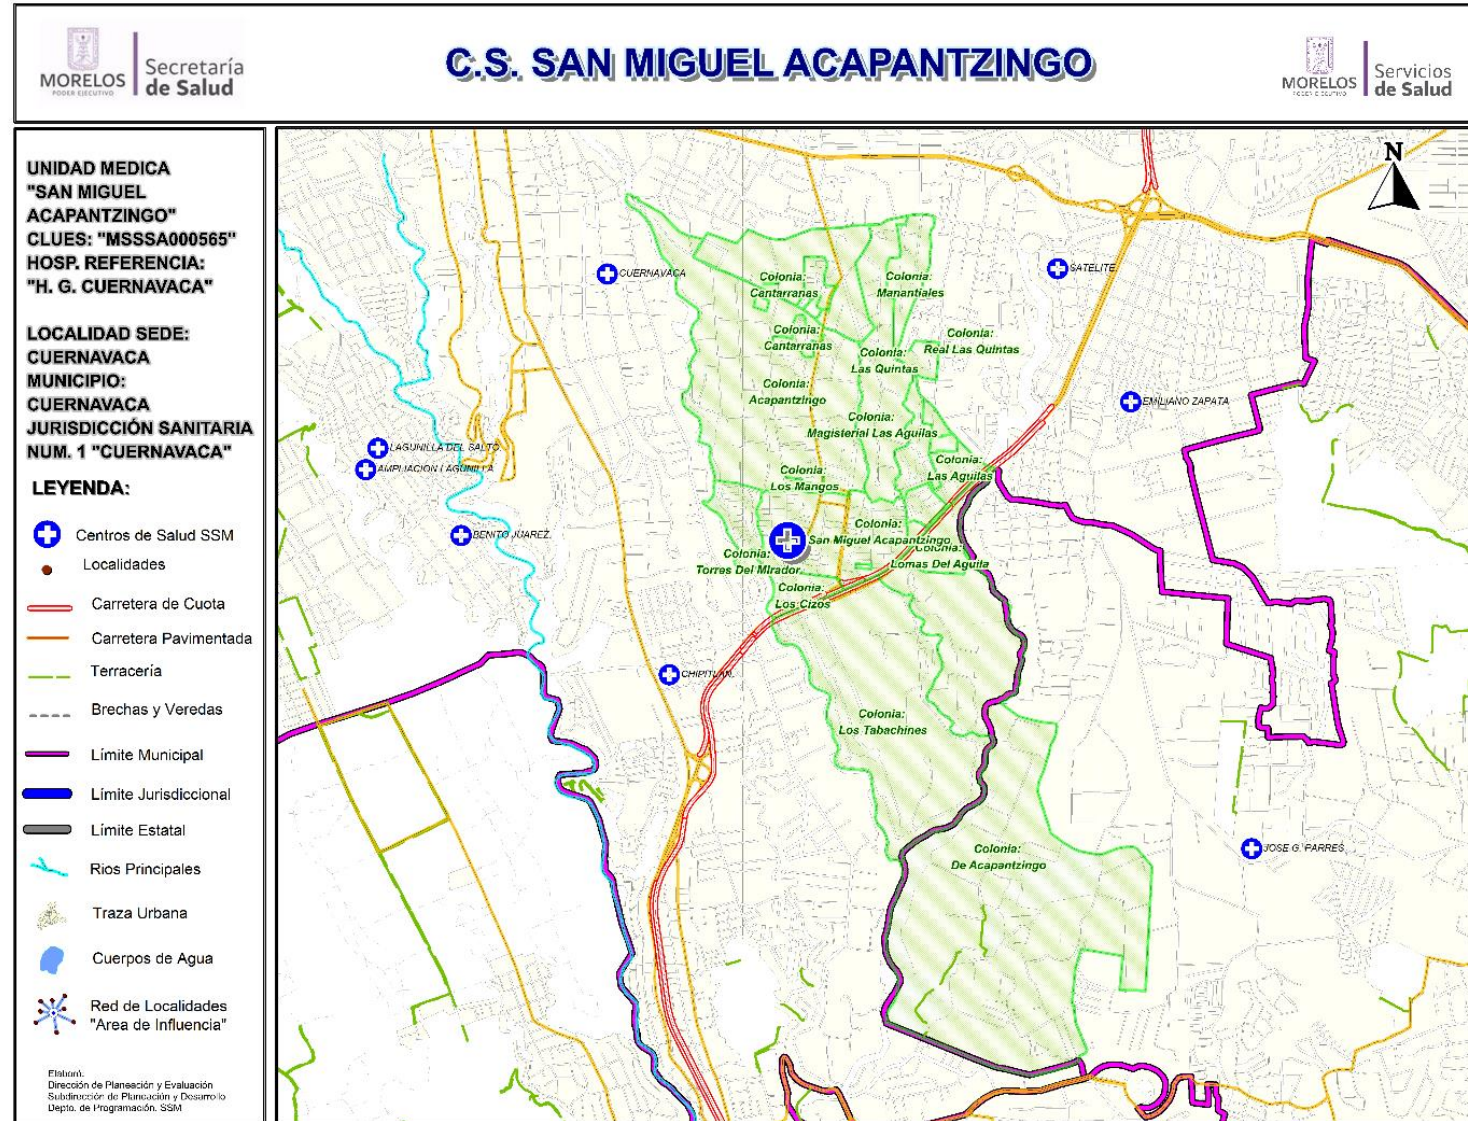 MORELOS
PODER EJECUTIVO
Secretaría
de Salud
C.S. SAN MIGUEL ACAPANTZINGO
MORELOS
PODER EJECUTIVO
Servicios
de Salud
UNIDAD MEDICA
"SAN MIGUEL
ACAPANTZINGO"
CLUES: "MSSSA000565"
HOSP. REFERENCIA:
"H. G. CUERNAVACA"
LOCALIDAD SEDE:
CUERNAVACA
MUNICIPIO:
CUERNAVACA
JURISDICCIÓN SANITARIA
NUM. 1 "CUERNAVACA"
LEYENDA:
Centros de Salud SSM
Localidades
Carretera de Cuota
Carretera Pavimentada
Terracería
Brechas y Veredas
Límite Municipal
Límite Jurisdiccional
Límite Estatal
Rios Principales
Traza Urbana
Cuerpos de Agua
Red de Localidades
"Area de Influencia"
Elaboró:
Dirección de Planeación y Evaluación
Subdirección de Planeación y Desarrollo
Depto. de Programación. SSM
N
CUERNAVACA
SATELITE
EMILIANO ZAPATA
LAGUNILLA DEL SALTO
AMPLIACION LAGUNILLA
BENITO JUAREZ.
CHIPITLAN.
JOSE G. PARRES
Colonia:
Cantarranas
Colonia:
Manantiales
Colonia:
Cantarranas
Colonia:
Real Las Quintas
Colonia:
Las Quintas
Colonia:
Acapantzingo
Colonia:
Magisterial Las Aguilas
Colonia:
Las Aguilas
Colonia:
Los Mangos
Colonia:
San Miguel Acapantzingo
Colonia:
Lomas Del Aguila
Colonia:
Torres Del Mirador
Colonia:
Los Cizos
Colonia:
Los Tabachines
Colonia:
De Acapantzingo